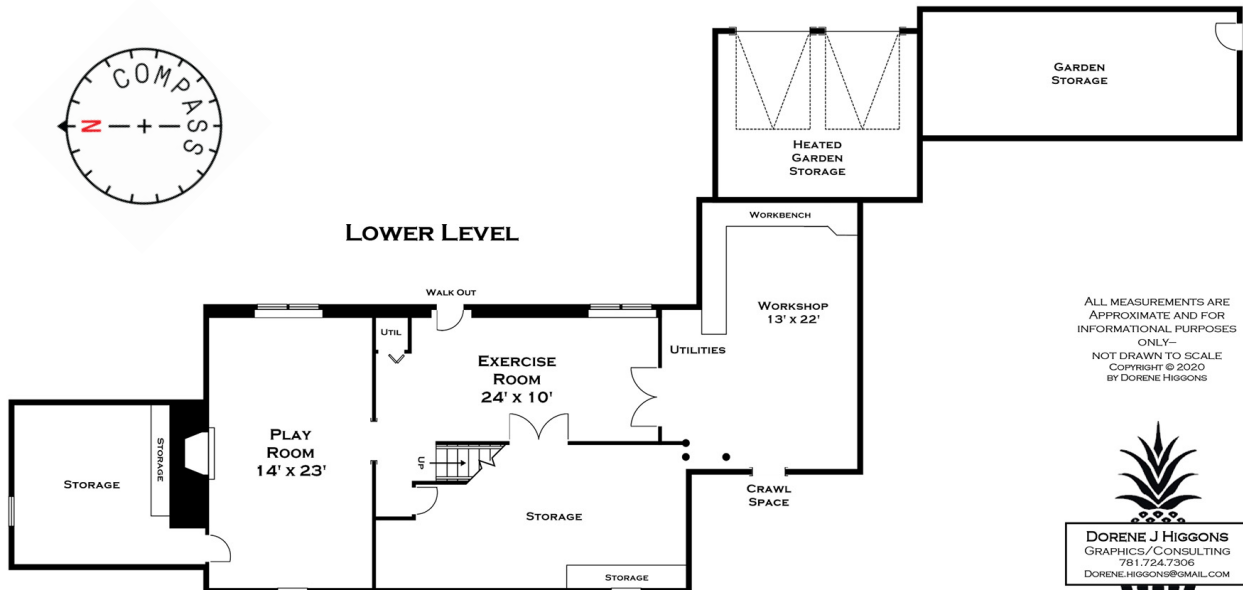 COMPASS
N
GARDEN
STORAGE
HEATED
GARDEN
STORAGE
WORKBENCH
LOWER LEVEL
WALK OUT
WORKSHOP
13' X 22'
ALL MEASUREMENTS ARE
APPROXIMATE AND FOR
INFORMATIONAL PURPOSES
ONLY–
NOT DRAWN TO SCALE
COPYRIGHT © 2020
BY DORENE HIGGONS
UTIL
UTILITIES
EXERCISE
ROOM
24' X 10'
PLAY
ROOM
14' X 23'
STORAGE
STORAGE
UP
CRAWL
SPACE
STORAGE
STORAGE
DORENE J HIGGONS
GRAPHICS/CONSULTING
781.724.7306
DORENE.HIGGONS@GMAIL.COM